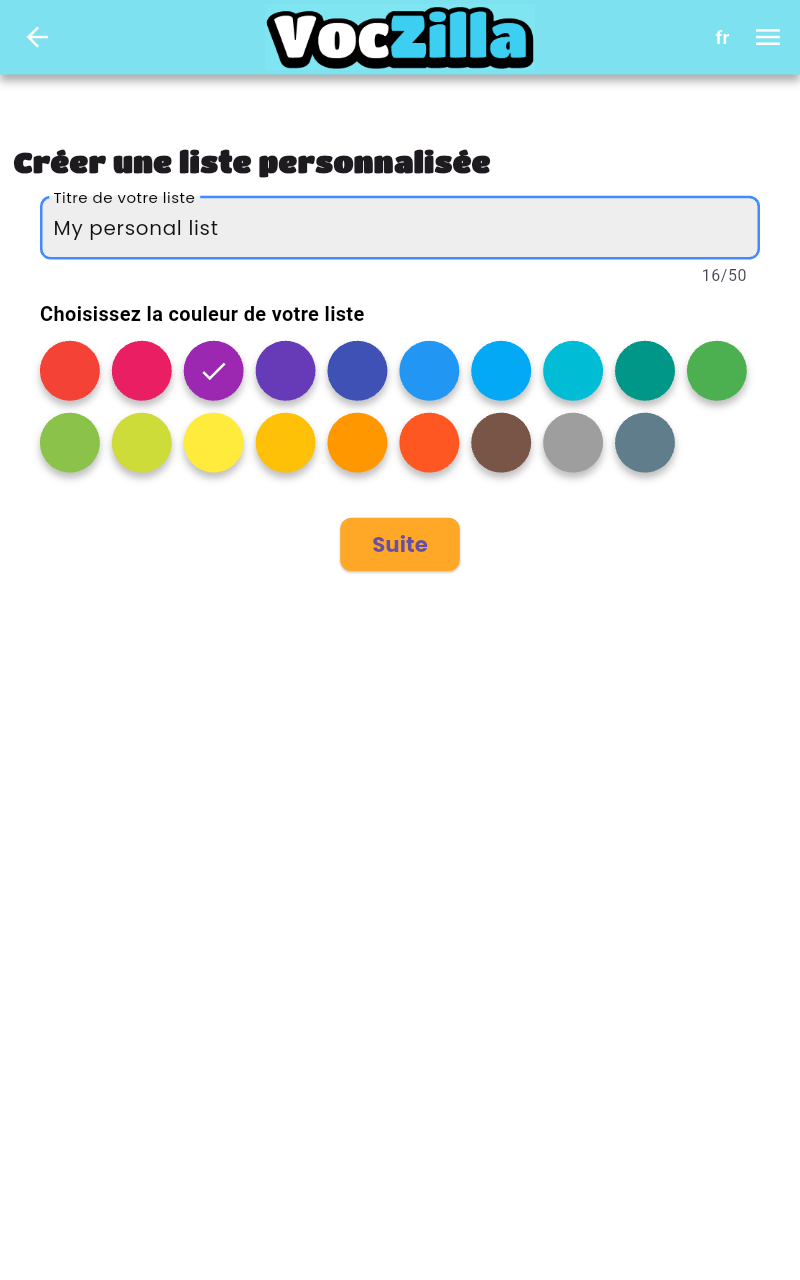 VocZilla
fr
Créer une liste personnalisée
Titre de votre liste
My personal list
16/50
Choisissez la couleur de votre liste
Suite